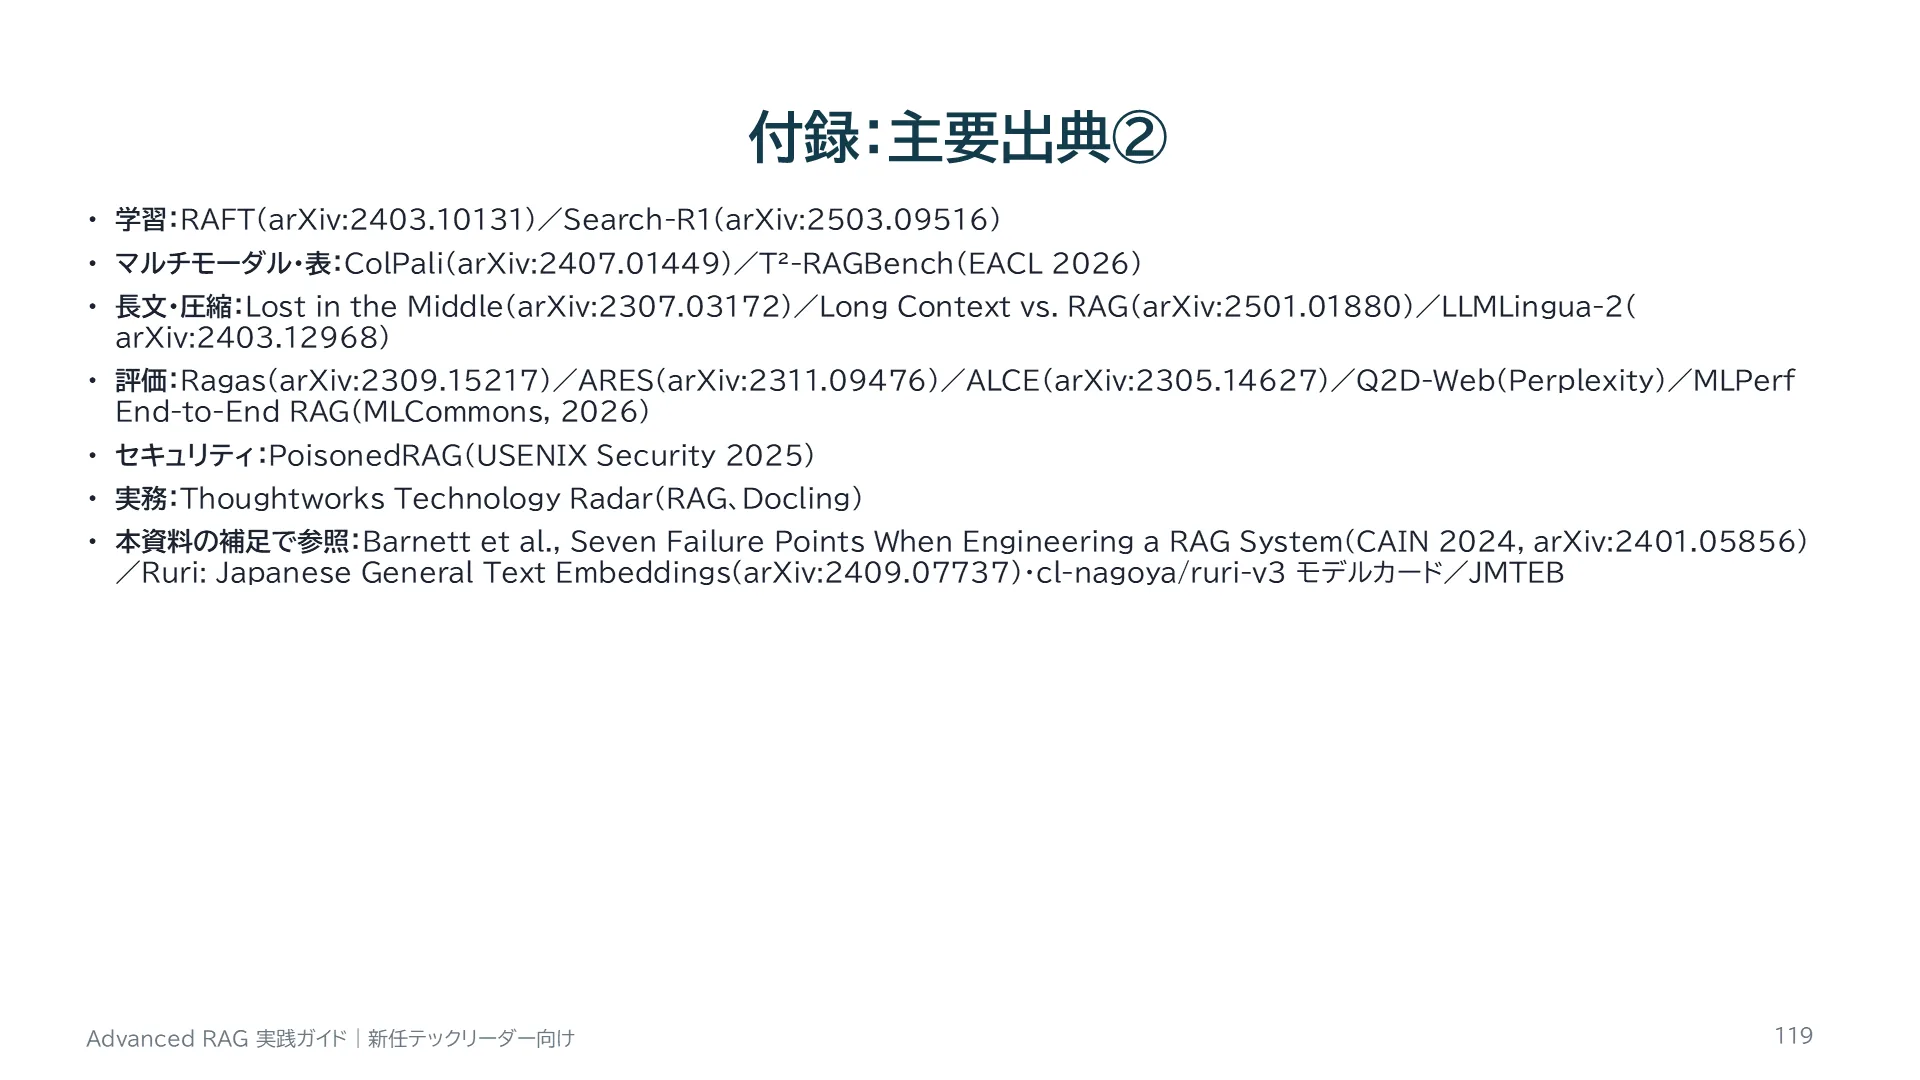 付録：主要出典②
• 学習：RAFT（arXiv:2403.10131）／Search-R1（arXiv:2503.09516）
• マルチモーダル・表：ColPali（arXiv:2407.01449）／T²-RAGBench（EACL 2026）
• 長文・圧縮：Lost in the Middle（arXiv:2307.03172）／Long Context vs. RAG（arXiv:2501.01880）／LLMLingua-2（
arXiv:2403.12968）
• 評価：Ragas（arXiv:2309.15217）／ARES（arXiv:2311.09476）／ALCE（arXiv:2305.14627）／Q2D-Web（Perplexity）／MLPerf
End-to-End RAG（MLCommons, 2026）
• セキュリティ：PoisonedRAG（USENIX Security 2025）
• 実務：Thoughtworks Technology Radar（RAG、Docling）
• 本資料の補足で参照：Barnett et al., Seven Failure Points When Engineering a RAG System（CAIN 2024, arXiv:2401.05856）
／Ruri: Japanese General Text Embeddings（arXiv:2409.07737）・cl-nagoya/ruri-v3 モデルカード／JMTEB
Advanced RAG 実践ガイド｜新任テックリーダー向け
119